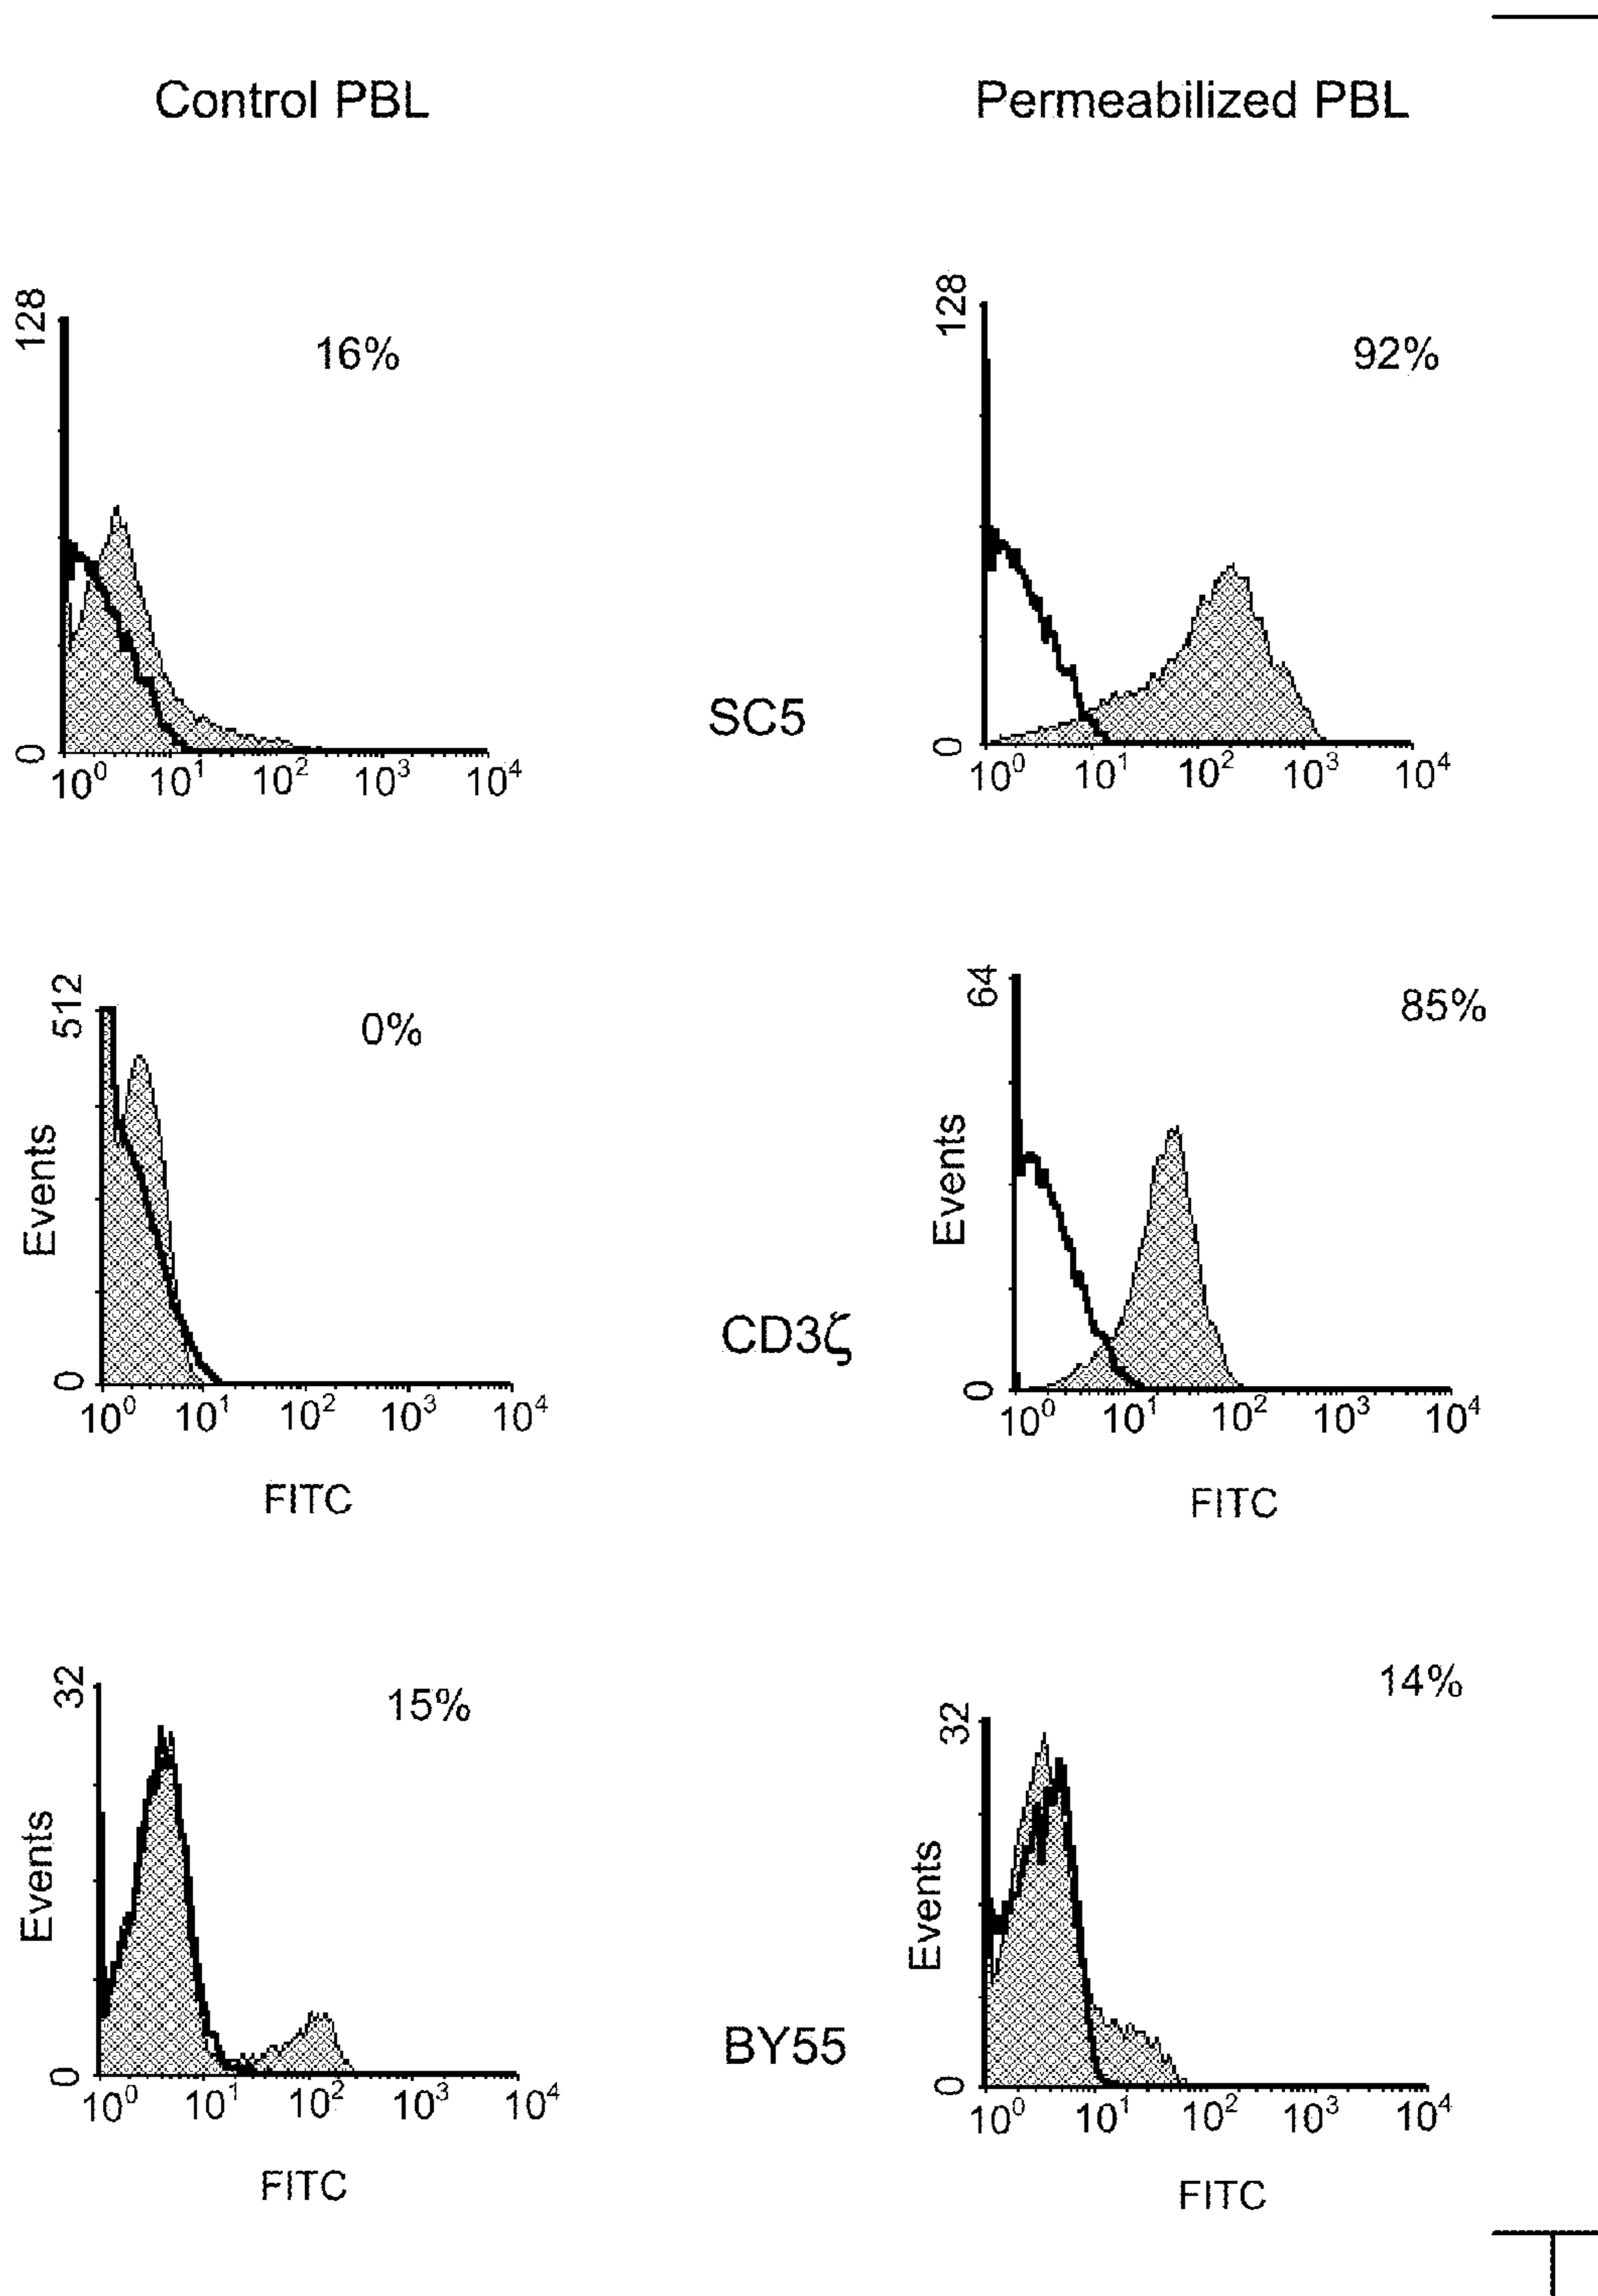 Control PBL
Permeabilized PBL
128
16%
0
10⁰ 10¹ 10² 10³ 10⁴
SC5
128
92%
0
10⁰ 10¹ 10² 10³ 10⁴
512
0%
Events
0
10⁰ 10¹ 10² 10³ 10⁴
FITC
CD3ζ
64
85%
Events
0
10⁰ 10¹ 10² 10³ 10⁴
FITC
32
15%
Events
0
10⁰ 10¹ 10² 10³ 10⁴
FITC
BY55
32
14%
Events
0
10⁰ 10¹ 10² 10³ 10⁴
FITC